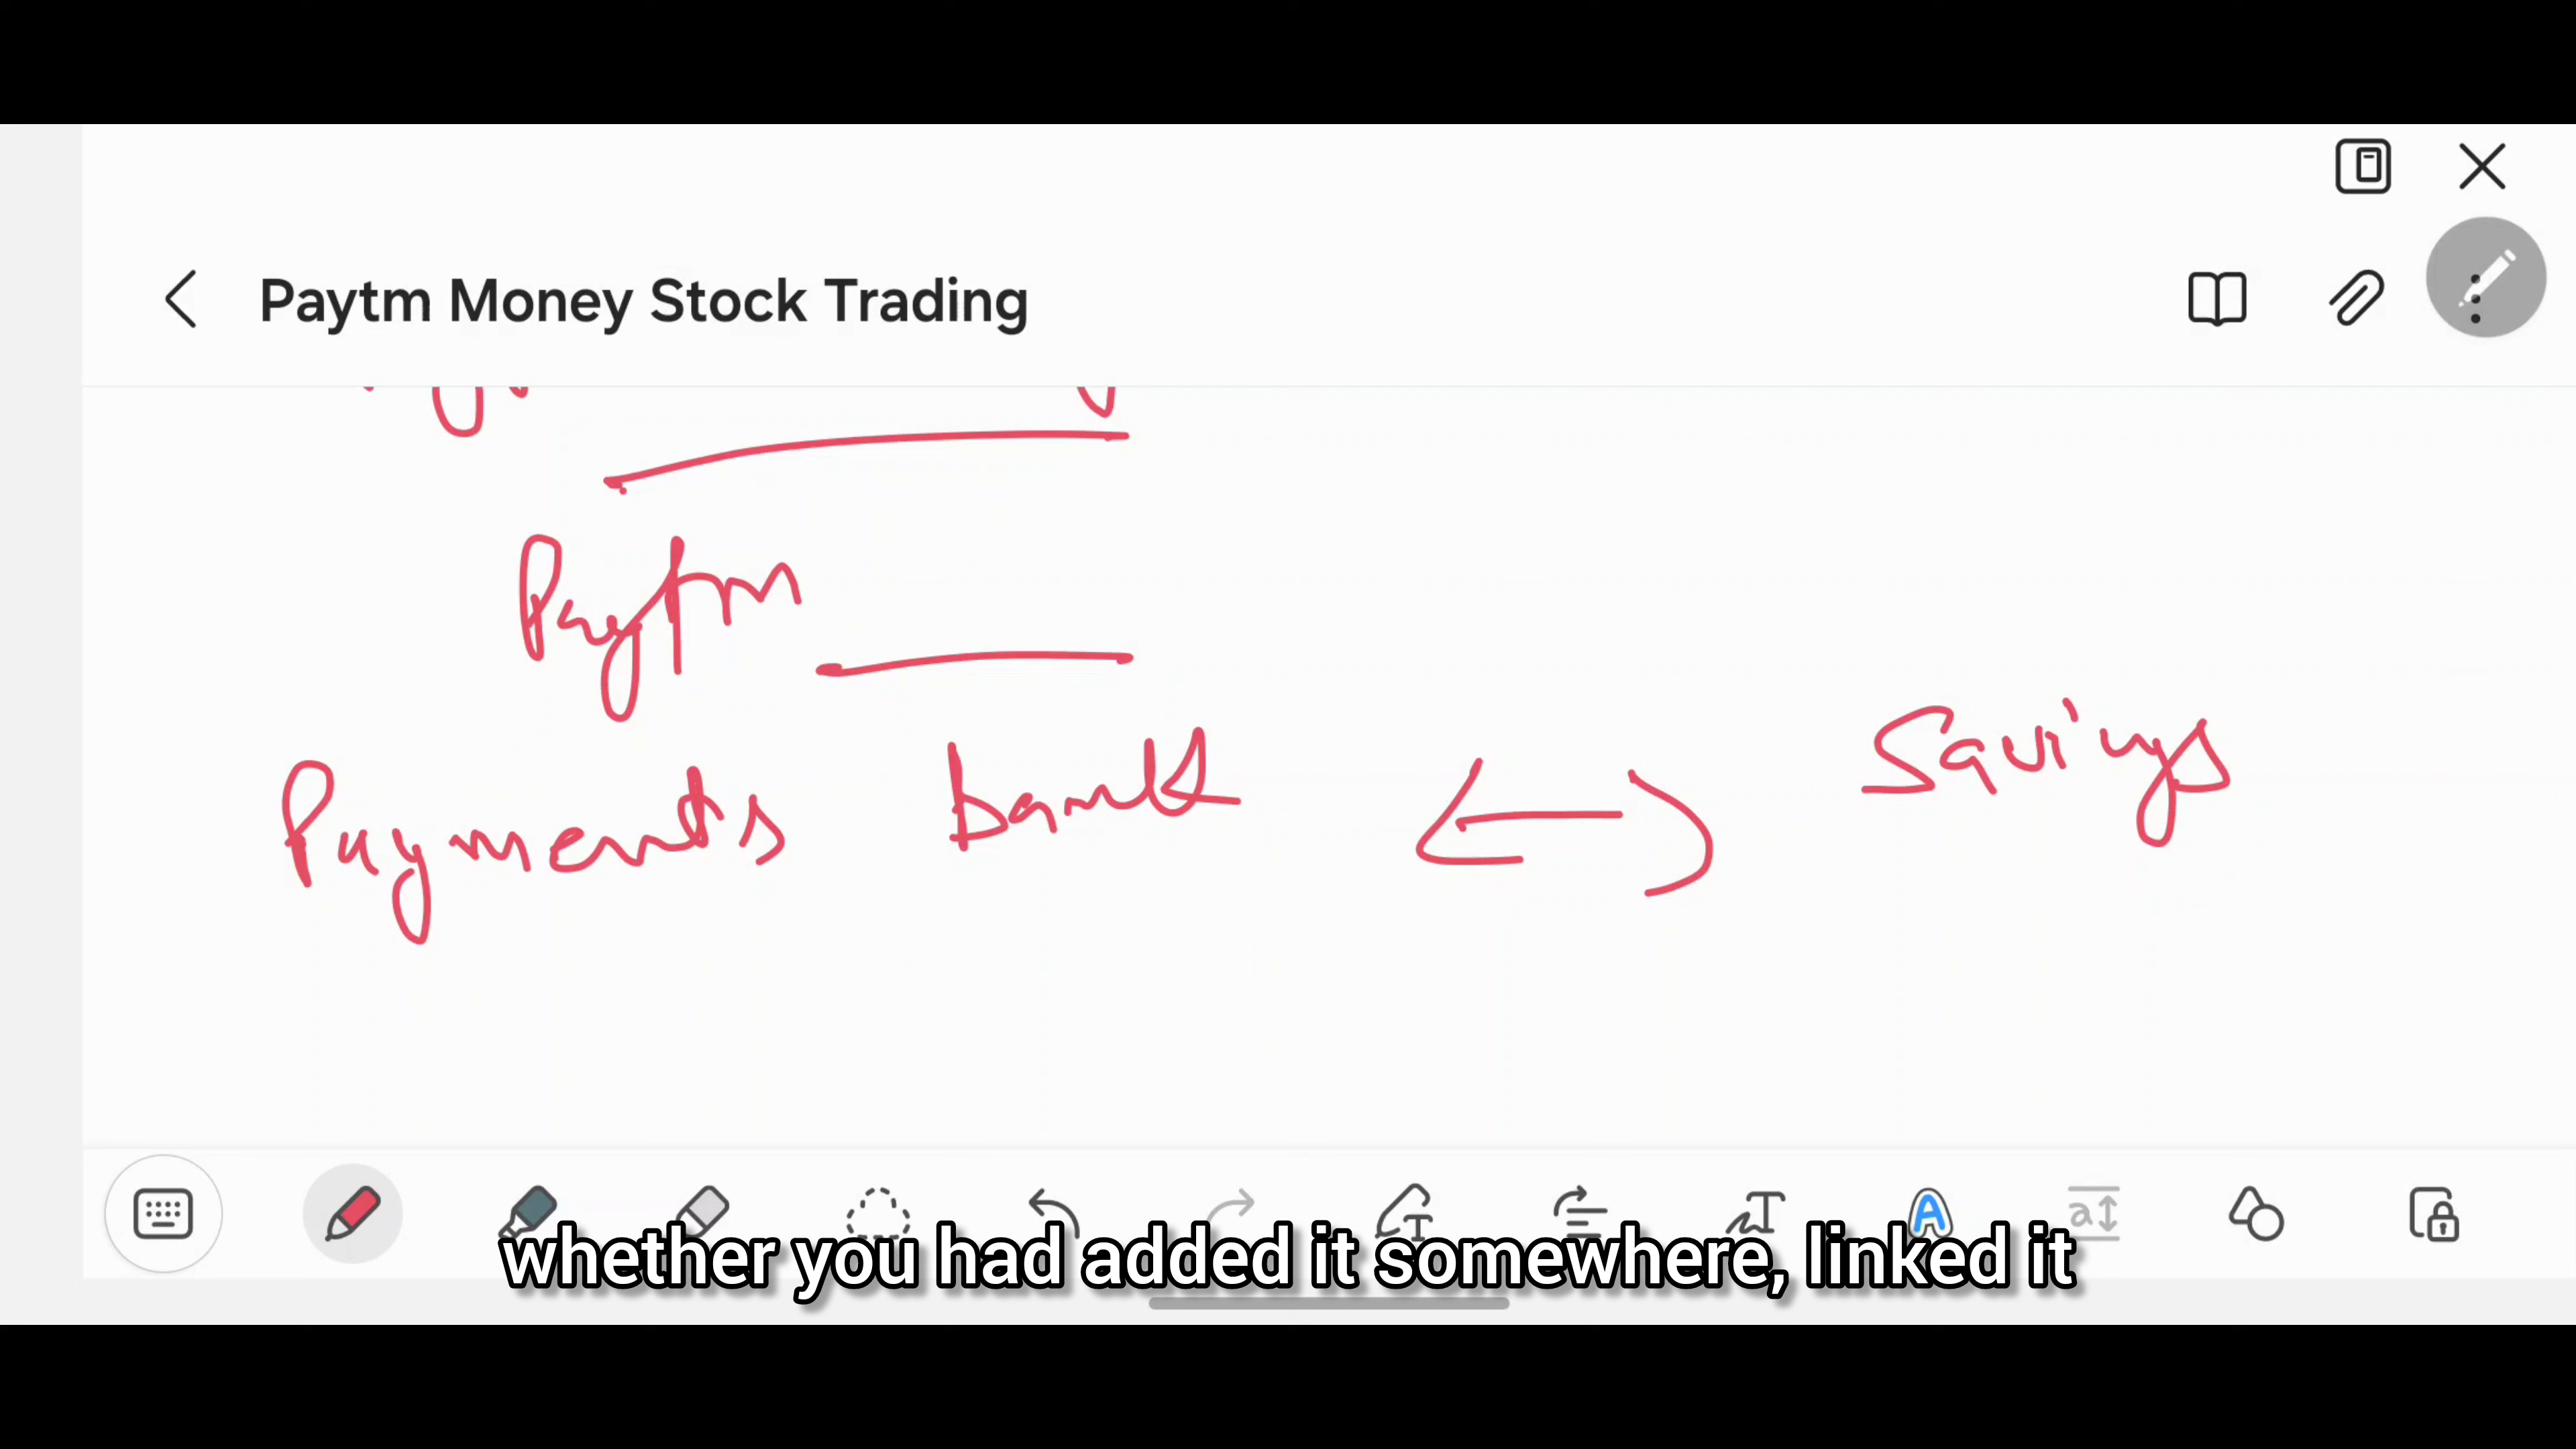 Paytm Money Stock Trading
Paytm
Savings
Payments bank
whether you had added it somewhere, linked it